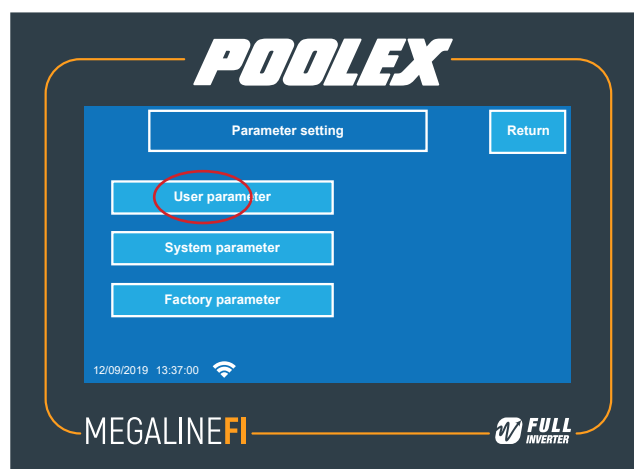 POOLEX
Parameter setting
Return
User parameter
System parameter
Factory parameter
12/09/2019 13:37:00
MEGALINEFI
FULL
INVERTER